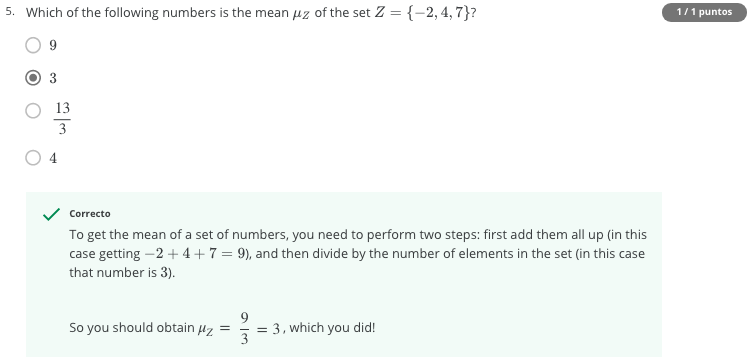 5. Which of the following numbers is the mean μ_Z of the set Z = {−2, 4, 7}?
1 / 1 puntos
9
3
13/3
4
Correcto
To get the mean of a set of numbers, you need to perform two steps: first add them all up (in this
case getting −2 + 4 + 7 = 9), and then divide by the number of elements in the set (in this case
that number is 3).
So you should obtain μ_Z = 9/3 = 3, which you did!